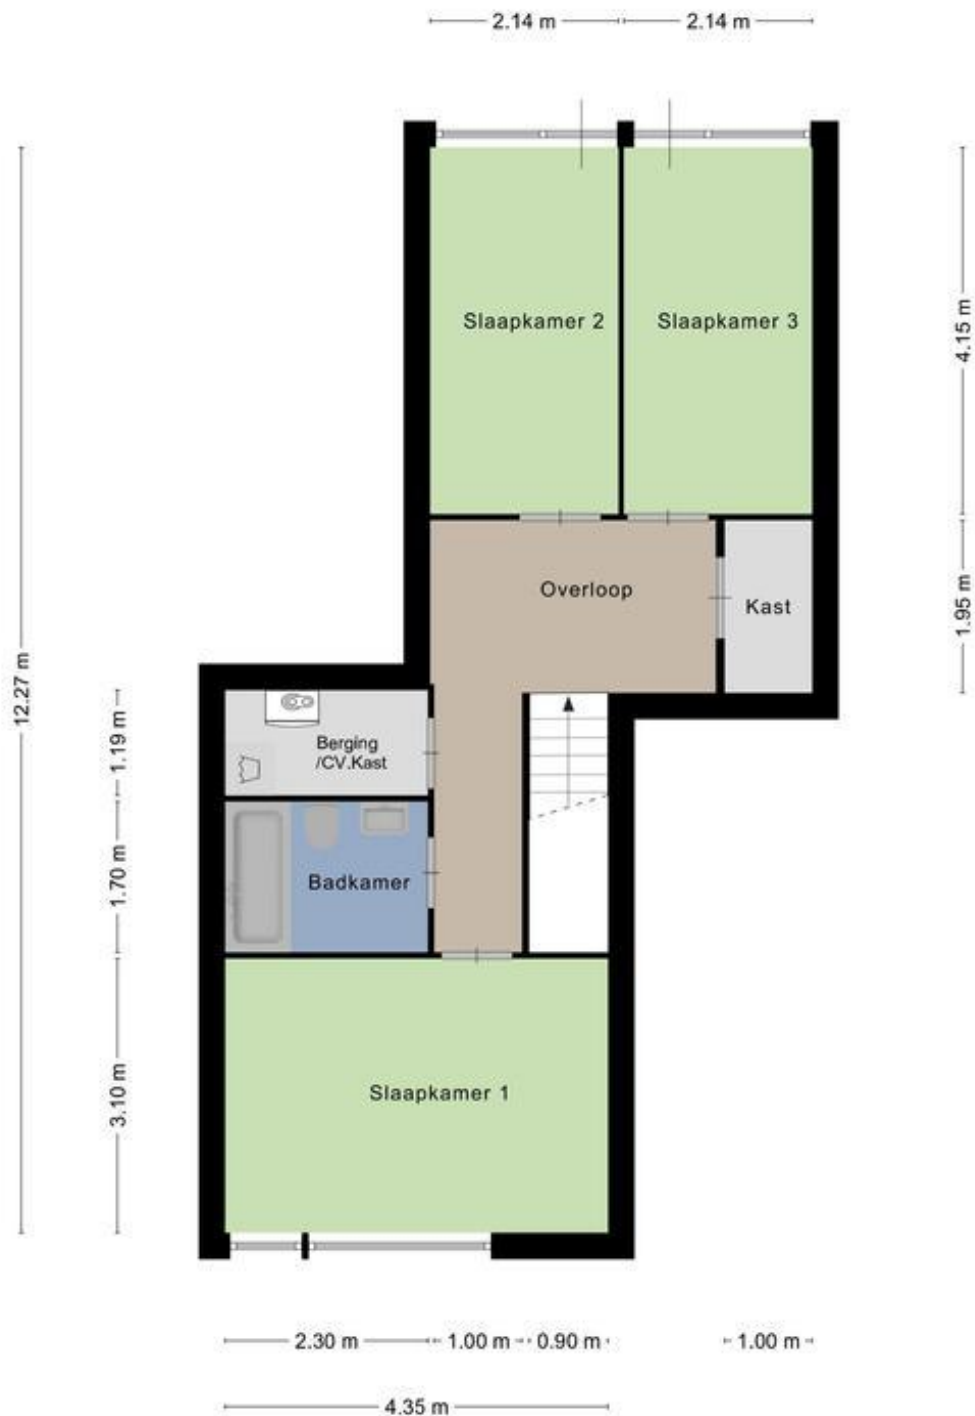 2.14 m
2.14 m
Slaapkamer 2
Slaapkamer 3
4.15 m
Overloop
Kast
1.95 m
12.27 m
1.19 m
Berging
/CV.Kast
1.70 m
Badkamer
3.10 m
Slaapkamer 1
2.30 m
1.00 m
0.90 m
1.00 m
4.35 m